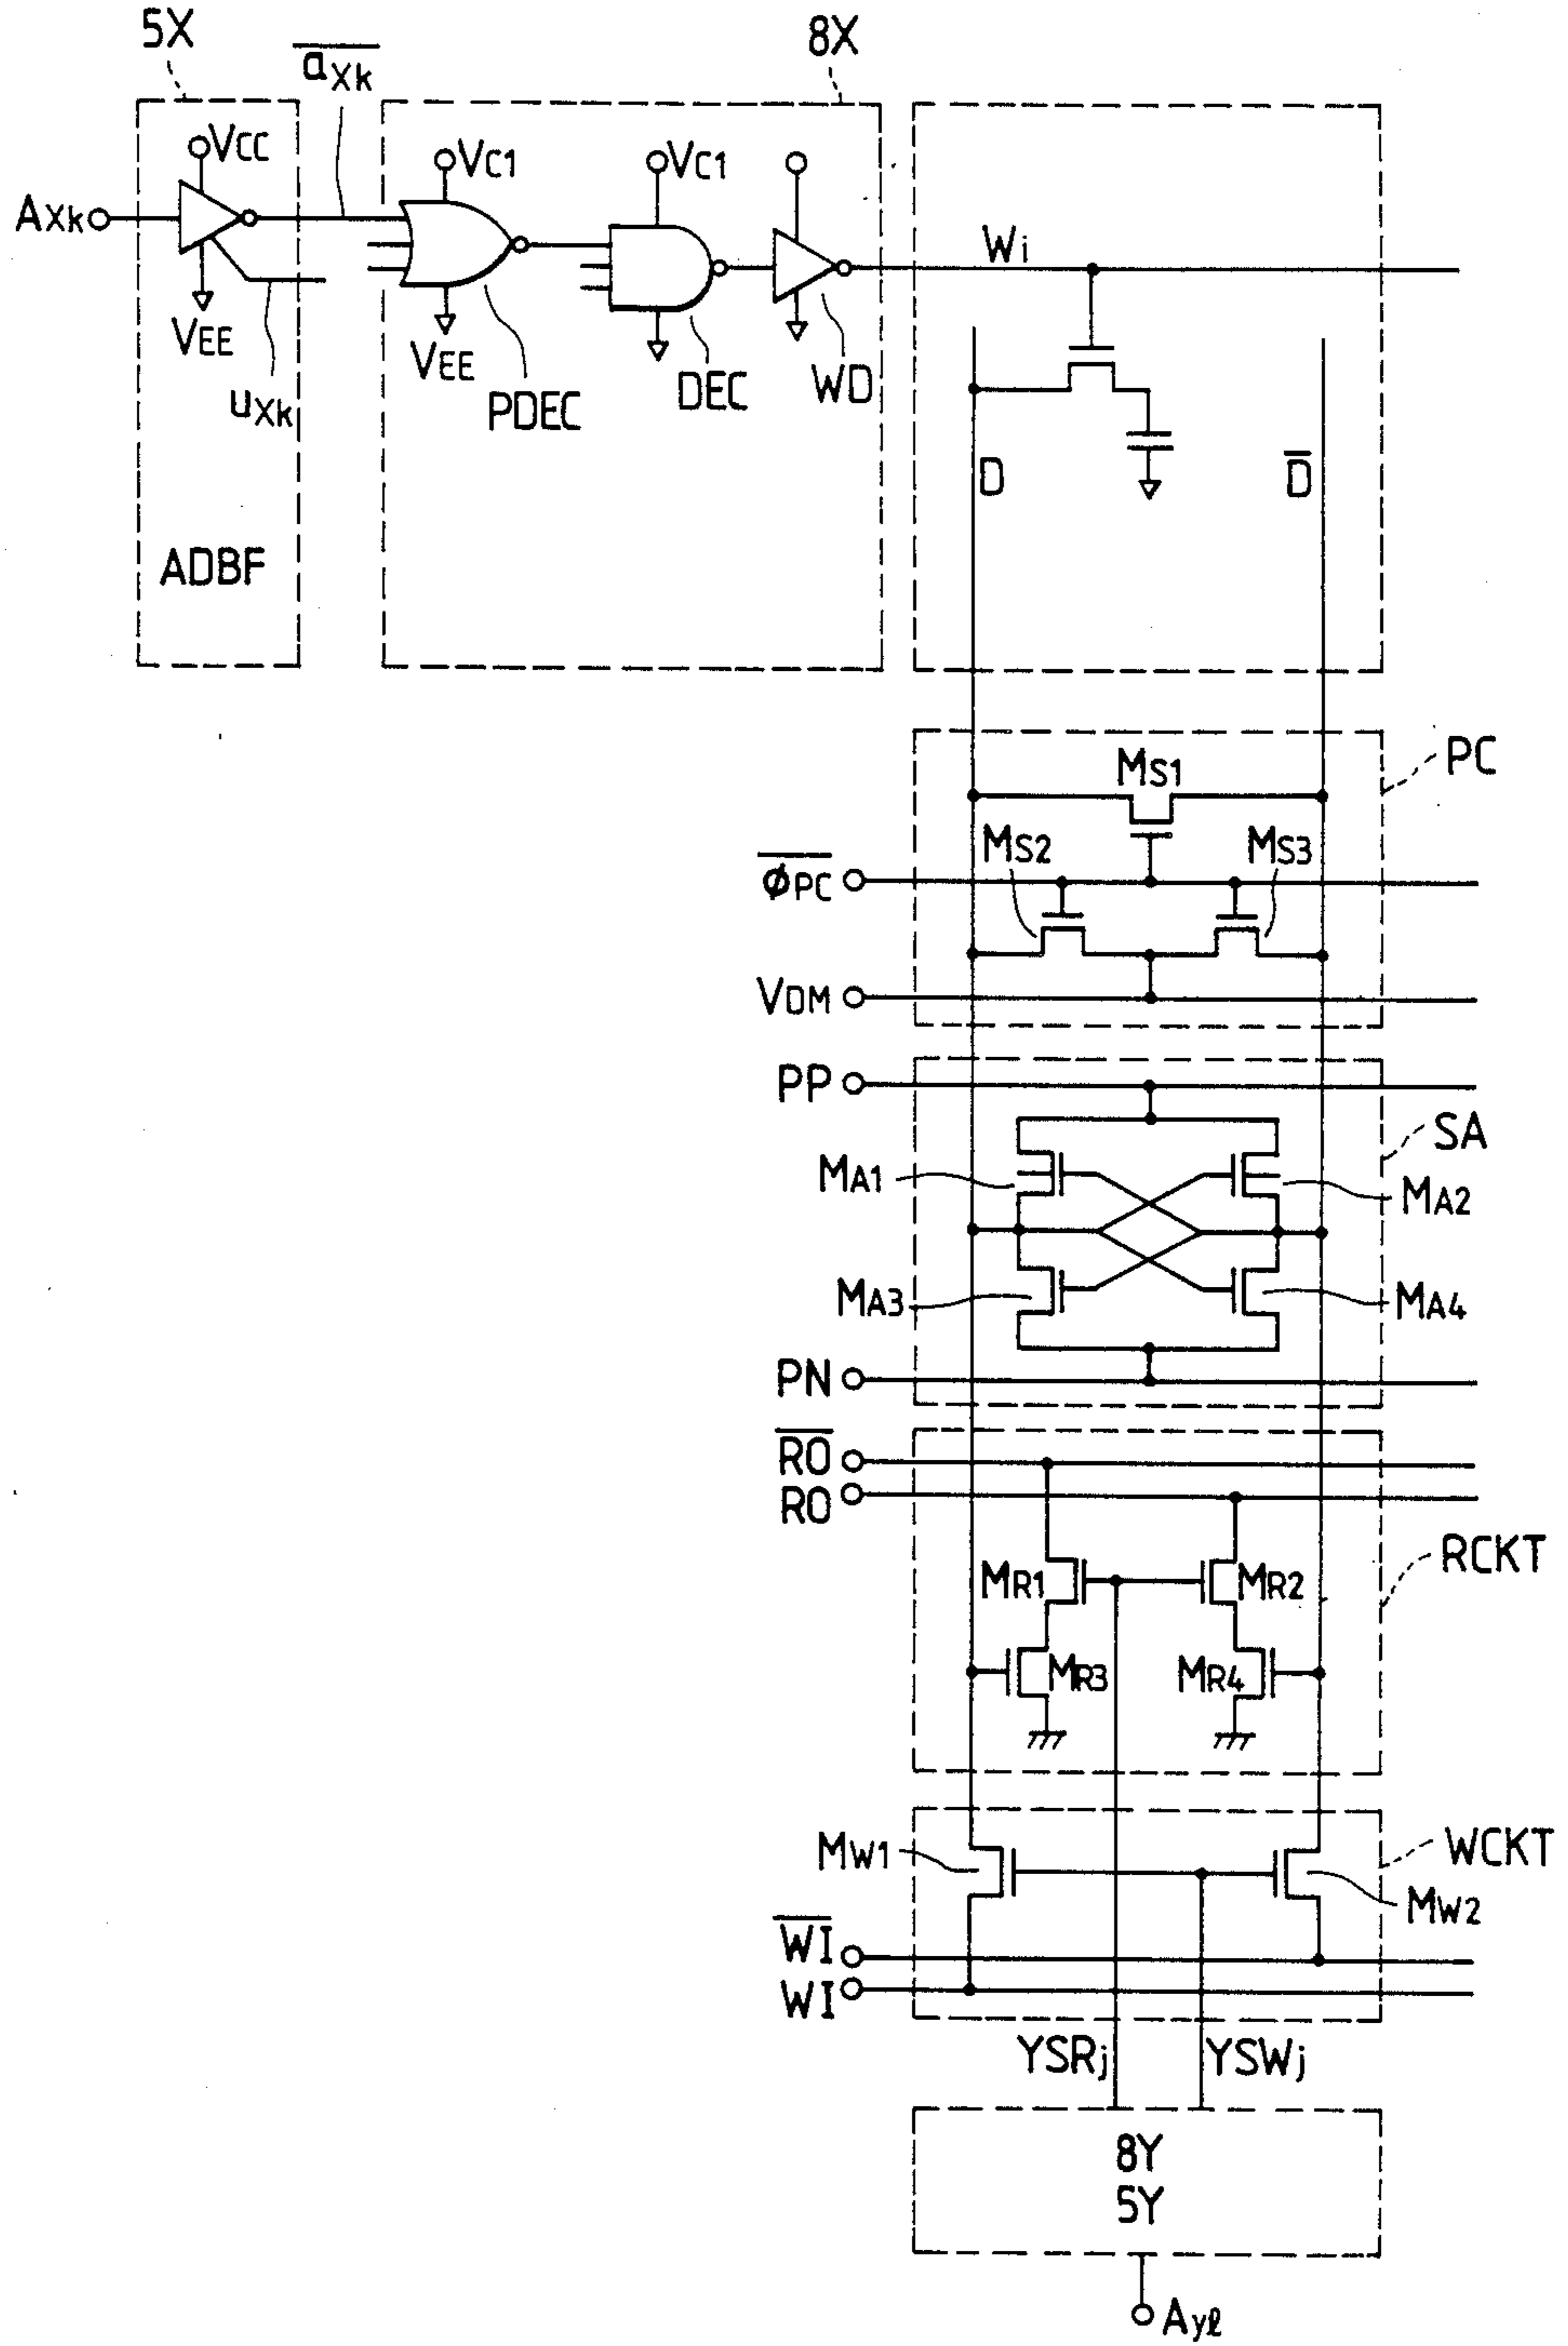 5X
8X
a̅X̅k̅
VCC
VC1
VC1
AXk
Wi
VEE
VEE
uXk
PDEC
DEC
WD
D
D̅
ADBF
PC
MS1
MS2
MS3
ϕ̅P̅C̅
VDM
PP
SA
MA1
MA2
MA3
MA4
PN
R̅O̅
RO
RCKT
MR1
MR2
MR3
MR4
MW1
WCKT
MW2
W̅I̅
WI
YSRj
YSWj
8Y
5Y
Ayℓ